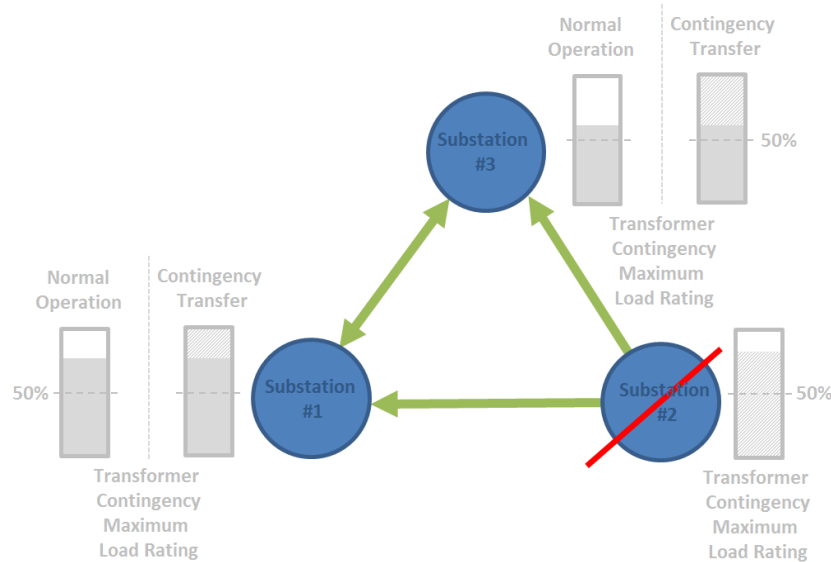 Normal
Operation
Contingency
Transfer
Substation
#3
50%
Transformer
Contingency
Maximum
Load Rating
Normal
Operation
Contingency
Transfer
50%
Substation
#1
Substation
#2
50%
Transformer
Contingency
Maximum
Load Rating
Transformer
Contingency
Maximum
Load Rating